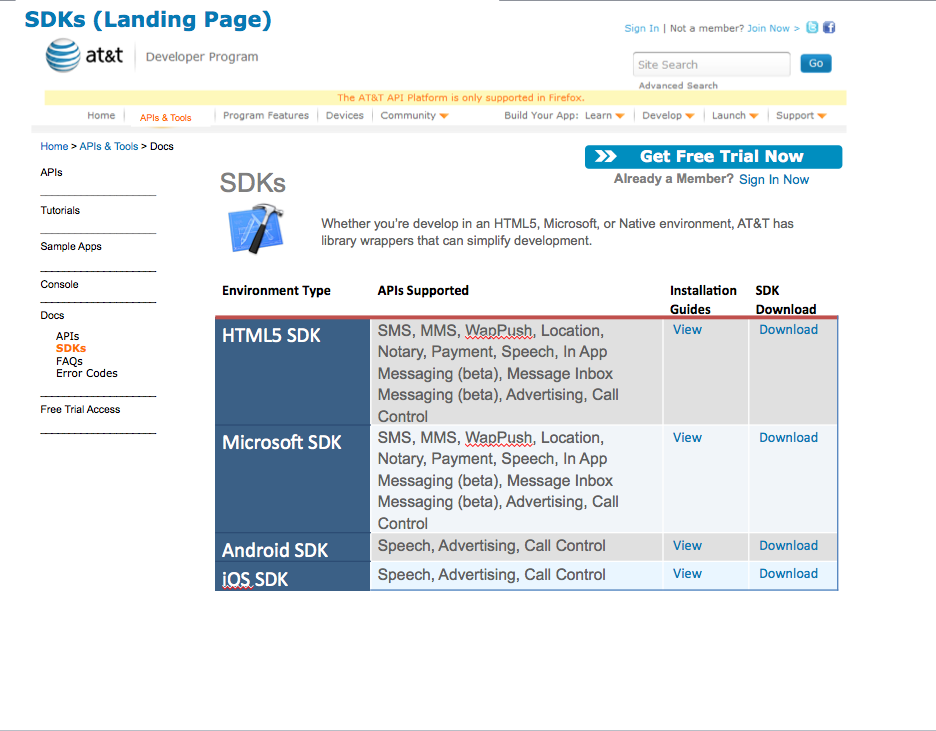 SDKs (Landing Page)
Sign In | Not a member? Join Now >
at&t Developer Program
Site Search Go
Advanced Search
The AT&T API Platform is only supported in Firefox.
Home APIs & Tools Program Features Devices Community Build Your App: Learn Develop Launch Support
Home > APIs & Tools > Docs
Get Free Trial Now
Already a Member? Sign In Now
APIs
Tutorials
Sample Apps
Console
Docs
APIs
SDKs
FAQs
Error Codes
Free Trial Access
SDKs
Whether you're develop in an HTML5, Microsoft, or Native environment, AT&T has
library wrappers that can simplify development.
Environment Type APIs Supported Installation SDK
Guides Download
HTML5 SDK SMS, MMS, WapPush, Location, View Download
Notary, Payment, Speech, In App
Messaging (beta), Message Inbox
Messaging (beta), Advertising, Call
Control
Microsoft SDK SMS, MMS, WapPush, Location, View Download
Notary, Payment, Speech, In App
Messaging (beta), Message Inbox
Messaging (beta), Advertising, Call
Control
Android SDK Speech, Advertising, Call Control View Download
iOS SDK Speech, Advertising, Call Control View Download